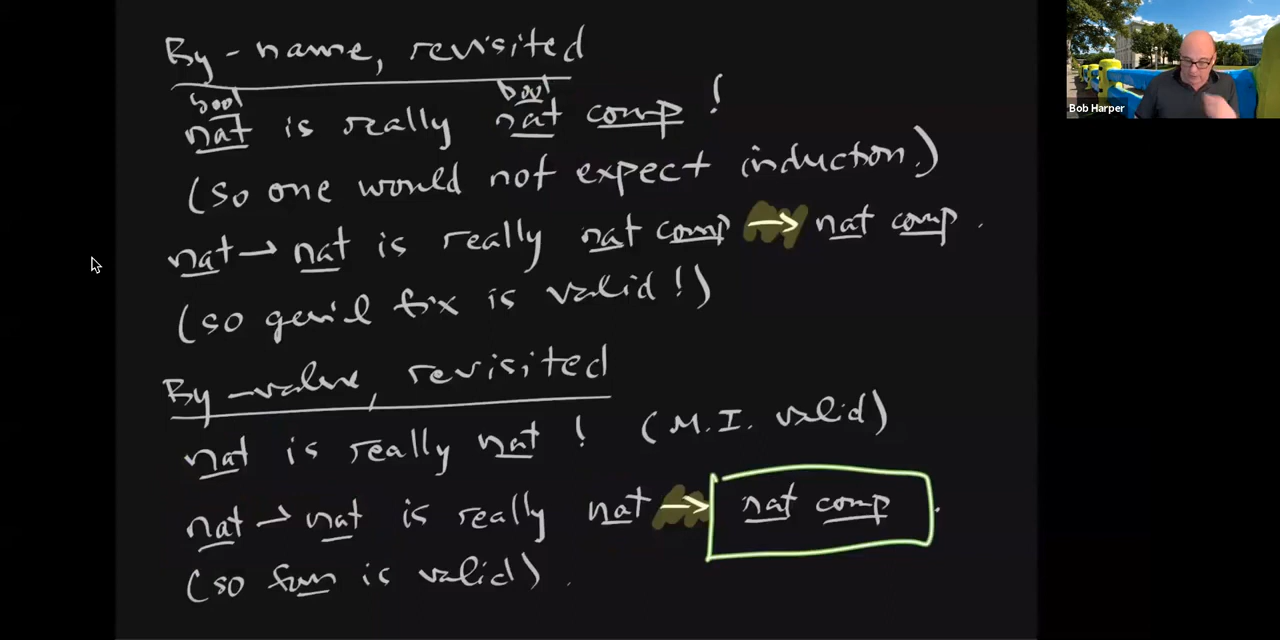 By-name, revisited
bool bool
nat is really nat comp!
(so one would not expect induction.)
nat → nat is really nat comp → nat comp.
(so gen'l fix is valid!)
By-value, revisited
nat is really nat! (M.I. valid)
nat → nat is really nat → nat comp.
(so fun is valid).
Bob Harper